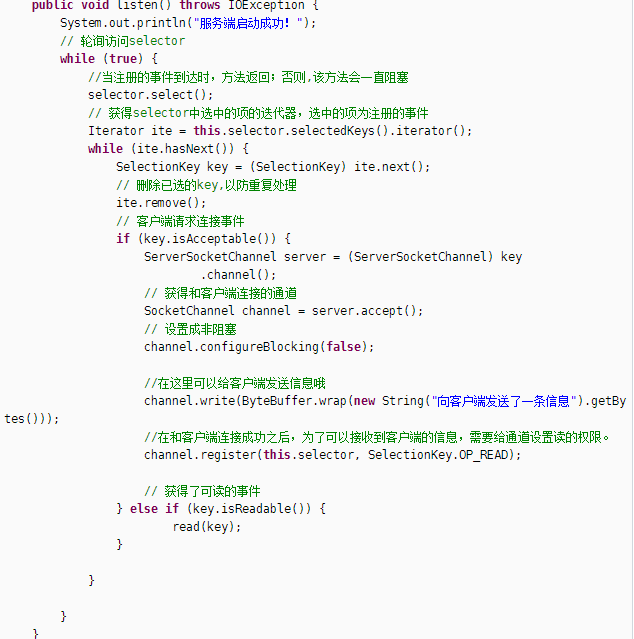 public void listen() throws IOException {
System.out.println("服务端启动成功！");
// 轮询访问selector
while (true) {
//当注册的事件到达时，方法返回；否则,该方法会一直阻塞
selector.select();
// 获得selector中选中的项的迭代器，选中的项为注册的事件
Iterator ite = this.selector.selectedKeys().iterator();
while (ite.hasNext()) {
SelectionKey key = (SelectionKey) ite.next();
// 删除已选的key,以防重复处理
ite.remove();
// 客户端请求连接事件
if (key.isAcceptable()) {
ServerSocketChannel server = (ServerSocketChannel) key
.channel();
// 获得和客户端连接的通道
SocketChannel channel = server.accept();
// 设置成非阻塞
channel.configureBlocking(false);
//在这里可以给客户端发送信息哦
channel.write(ByteBuffer.wrap(new String("向客户端发送了一条信息").getBy
tes()));
//在和客户端连接成功之后，为了可以接收到客户端的信息，需要给通道设置读的权限。
channel.register(this.selector, SelectionKey.OP_READ);
// 获得了可读的事件
} else if (key.isReadable()) {
read(key);
}
}
}
}